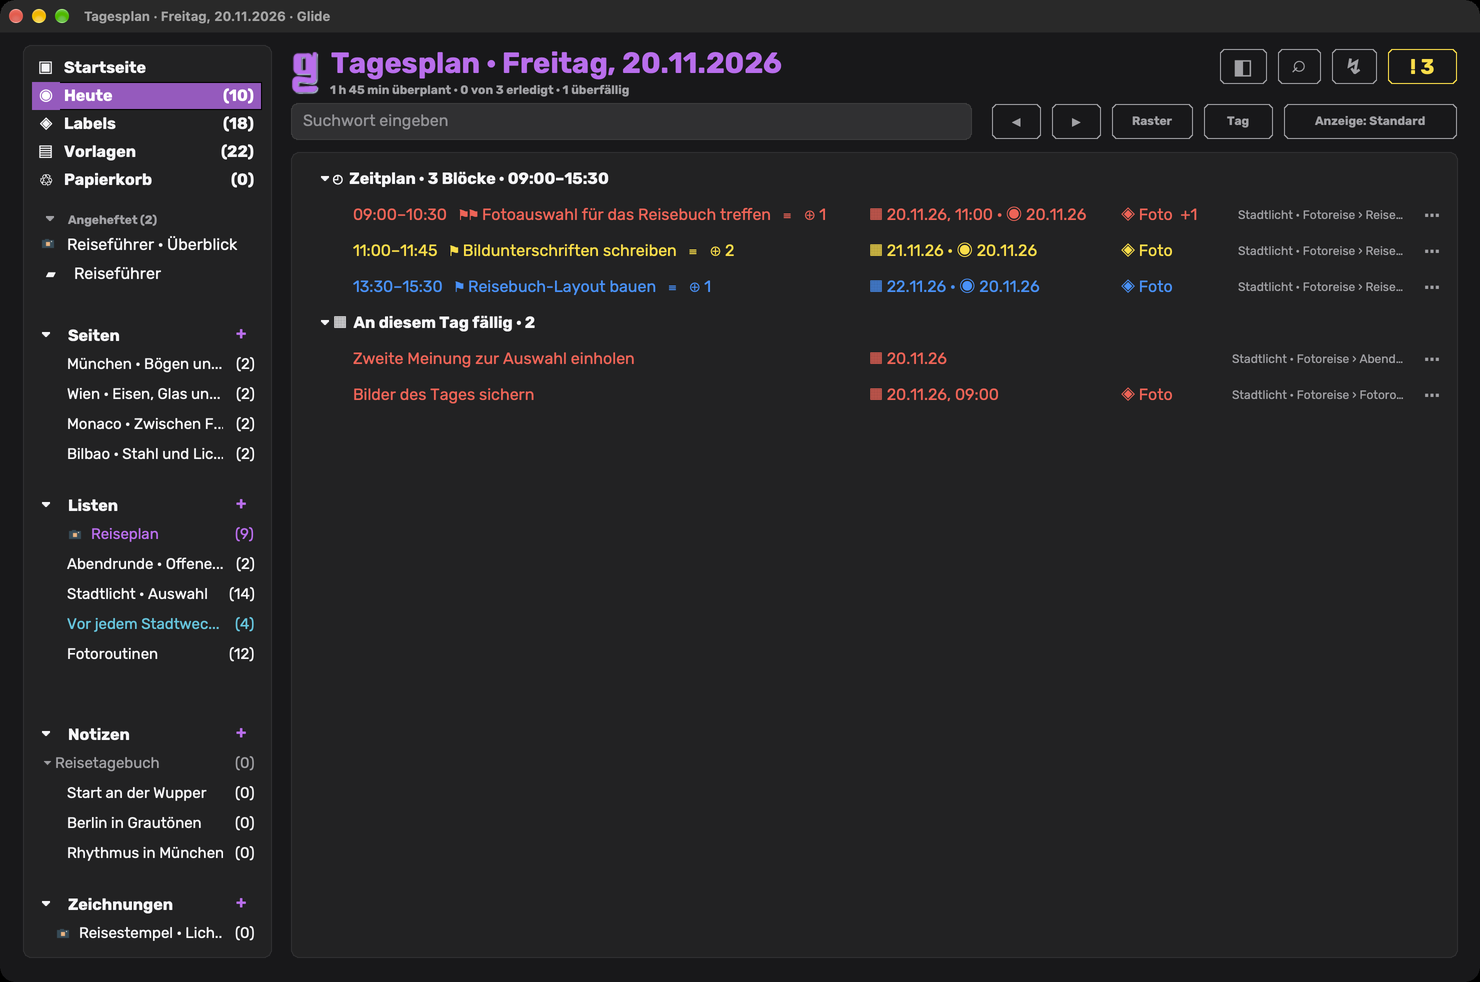 Tagesplan · Freitag, 20.11.2026 · Glide
Startseite
Heute (10)
Labels (18)
Vorlagen (22)
Papierkorb (0)
Angeheftet (2)
Reiseführer • Überblick
Reiseführer
Seiten +
München • Bögen un... (2)
Wien • Eisen, Glas un... (2)
Monaco • Zwischen F... (2)
Bilbao • Stahl und Lic... (2)
Listen +
Reiseplan (9)
Abendrunde • Offene... (2)
Stadtlicht • Auswahl (14)
Vor jedem Stadtwec... (4)
Fotoroutinen (12)
Notizen +
Reisetagebuch (0)
Start an der Wupper (0)
Berlin in Grautönen (0)
Rhythmus in München (0)
Zeichnungen +
Reisestempel • Lich.. (0)
g Tagesplan • Freitag, 20.11.2026
1 h 45 min überplant • 0 von 3 erledigt • 1 überfällig
! 3
Suchwort eingeben
Raster
Tag
Anzeige: Standard
Zeitplan • 3 Blöcke • 09:00–15:30
09:00–10:30 Fotoauswahl für das Reisebuch treffen = ⊕ 1 20.11.26, 11:00 • 20.11.26 Foto +1 Stadtlicht • Fotoreise › Reise... •••
11:00–11:45 Bildunterschriften schreiben = ⊕ 2 21.11.26 • 20.11.26 Foto Stadtlicht • Fotoreise › Reise... •••
13:30–15:30 Reisebuch-Layout bauen = ⊕ 1 22.11.26 • 20.11.26 Foto Stadtlicht • Fotoreise › Reise... •••
An diesem Tag fällig • 2
Zweite Meinung zur Auswahl einholen 20.11.26 Stadtlicht • Fotoreise › Abend... •••
Bilder des Tages sichern 20.11.26, 09:00 Foto Stadtlicht • Fotoreise › Fotoro... •••